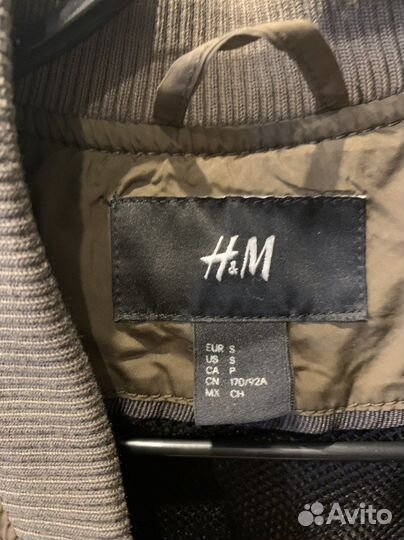 H&M
EUR S
US S
CA P
CN 170/92A
MX CH
Avito